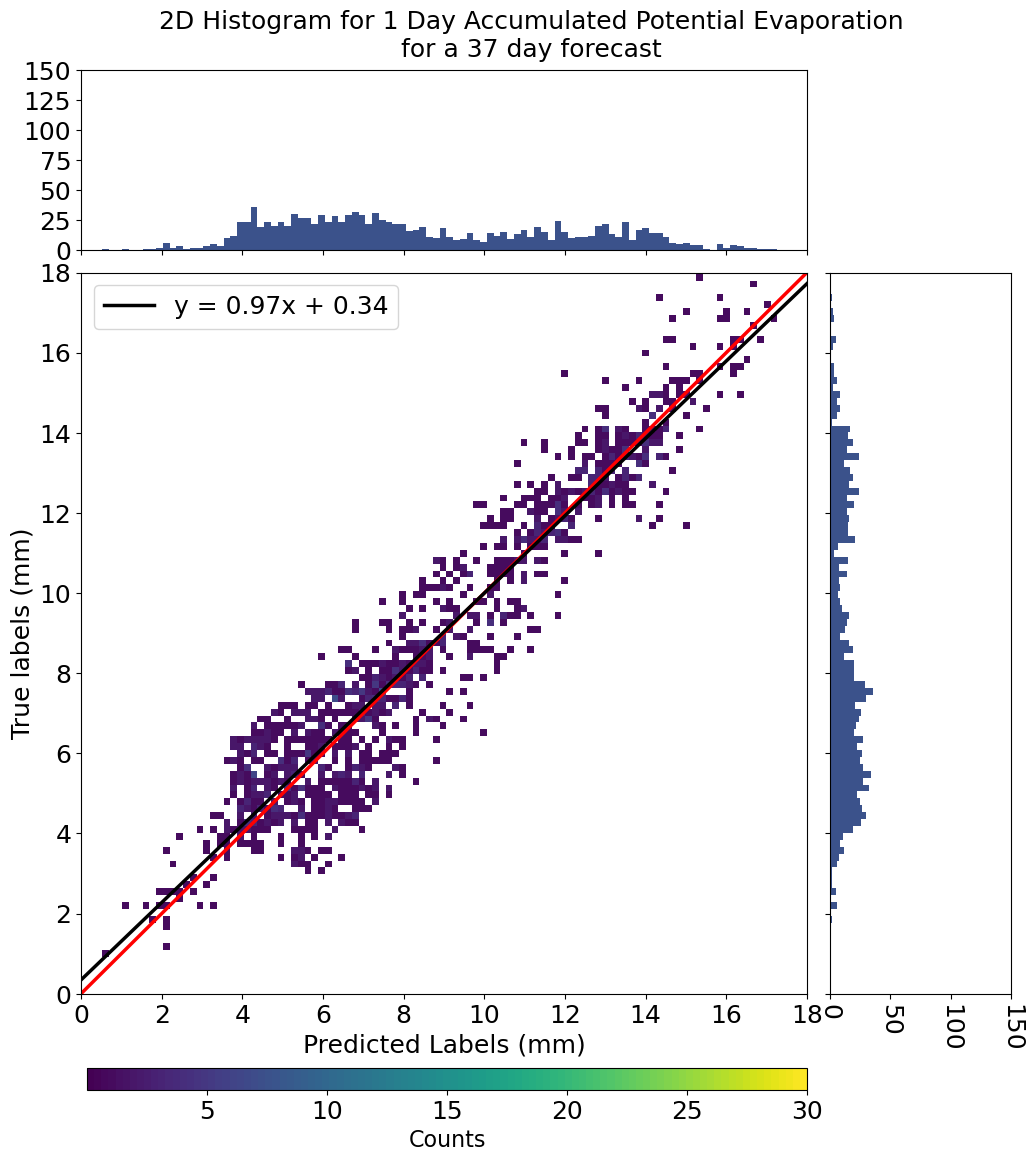 2D Histogram for 1 Day Accumulated Potential Evaporation
for a 37 day forecast
150
125
100
75
50
25
0
18
16
14
12
10
8
6
4
2
0
True labels (mm)
y = 0.97x + 0.34
0 2 4 6 8 10 12 14 16 18
Predicted Labels (mm)
0 50 100 150
5 10 15 20 25 30
Counts